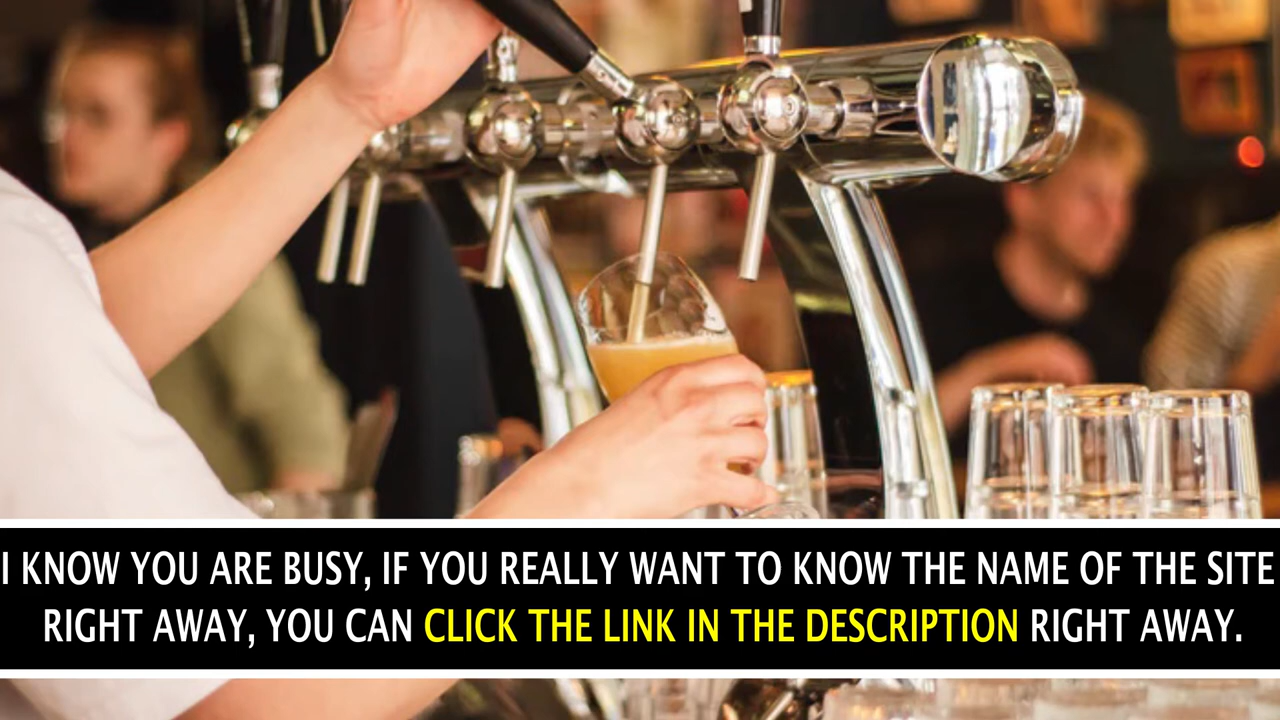 I KNOW YOU ARE BUSY, IF YOU REALLY WANT TO KNOW THE NAME OF THE SITE
RIGHT AWAY, YOU CAN CLICK THE LINK IN THE DESCRIPTION RIGHT AWAY.